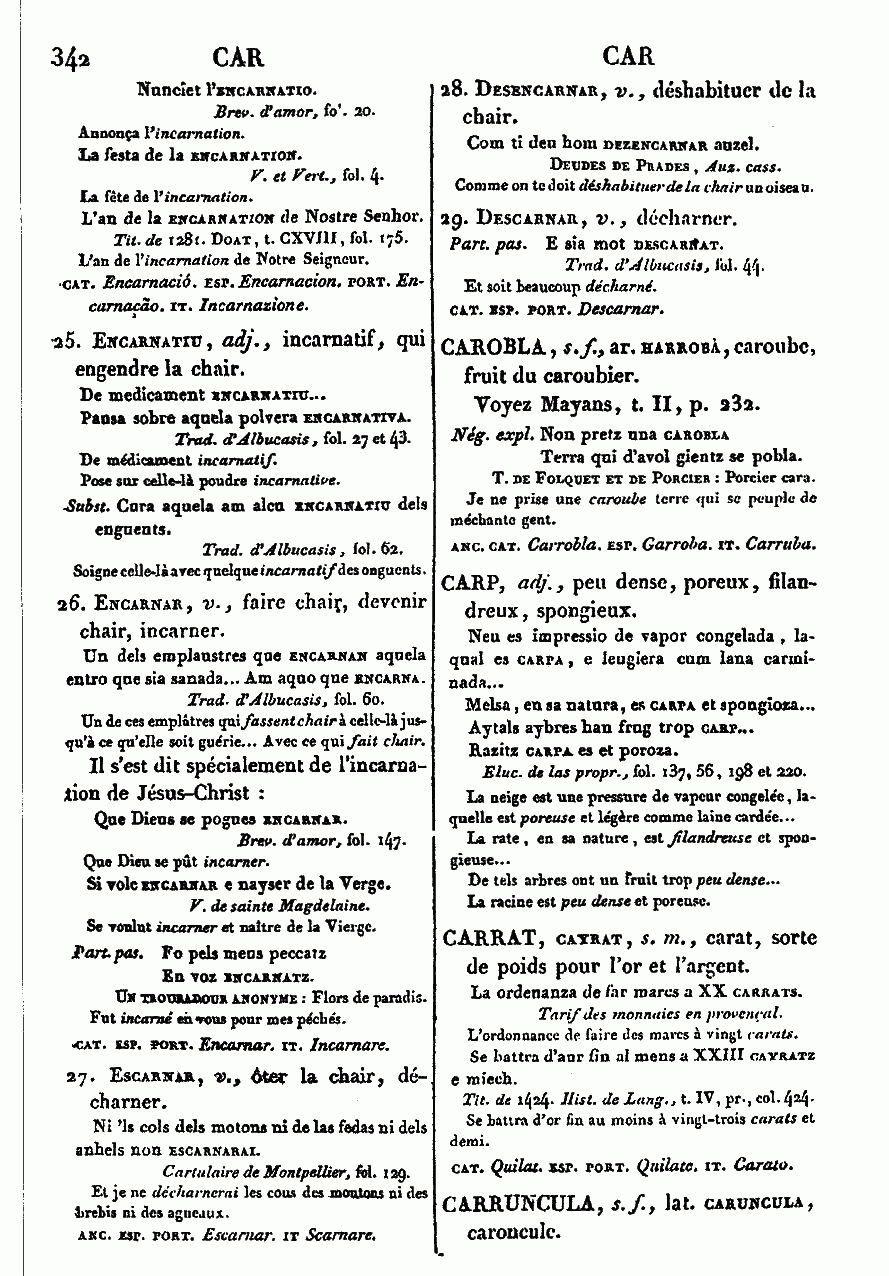 342 CAR CAR
Nunciet l'ENCARNATIO.
Brev. d'amor, fol. 20.
Annonça l'incarnation.
La festa de la ENCARNATION.
V. et Vert., fol. 4.
La fête de l'incarnation.
L'an de la ENCARNATION de Nostre Senhor.
Tit. de 1281. DOAT, t. CXVIII, fol. 175.
L'an de l'incarnation de Notre Seigneur.
CAT. Encarnació. ESP. Encarnacion. PORT. En-
carnação. IT. Incarnazione.
25. ENCARNATIU, adj., incarnatif, qui
engendre la chair.
De medicament ENCARNATIU...
Pausa sobre aquela polvera ENCARNATIVA.
Trad. d'Albucasis, fol. 27 et 43.
De médicament incarnatif.
Pose sur celle-là poudre incarnative.
Subst. Cura aquela am alcu ENCARNATIU dels
enguents.
Trad. d'Albucasis, fol. 62.
Soigne celle-là avec quelque incarnatif des onguents.
26. ENCARNAR, v., faire chair, devenir
chair, incarner.
Un dels emplaustres que ENCARNAN aquela
entro que sia sanada... Am aquo que ENCARNA.
Trad. d'Albucasis, fol. 60.
Un de ces emplâtres qui fassent chair à celle-là jus-
qu'à ce qu'elle soit guérie... Avec ce qui fait chair.
Il s'est dit spécialement de l'incarna-
tion de Jésus-Christ :
Que Dieus se pogues ENCARNAR.
Brev. d'amor, fol. 147.
Que Dieu se pût incarner.
Si volc ENCARNAR e nayser de la Verge.
V. de sainte Magdelaine.
Se voulut incarner et naître de la Vierge.
Part. pas. Fo pels mens peccatz
En voz ENCARNATZ.
UN TROUBADOUR ANONYME : Flors de paradis.
Fut incarné en vous pour mes péchés.
CAT. ESP. PORT. Encarnar. IT. Incarnare.
27. ESCARNAR, v., ôter la chair, dé-
charner.
Ni 'ls cols dels motons ni de las fedas ni dels
anhels non ESCARNARAI.
Cartulaire de Montpellier, fol. 129.
Et je ne décharnerai les cous des moutons ni des
brebis ni des agneaux.
ANC. ESP. PORT. Escarnar. IT Scarnare.
28. DESENCARNAR, v., déshabituer de la
chair.
Com ti deu hom DEZENCARNAR auzel.
DEUDES DE PRADES, Aus. cass.
Comme on te doit déshabituer de la chair un oiseau.
29. DESCARNAR, v., décharner.
Part. pas. E sia mot DESCARNAT.
Trad. d'Albucasis, fol. 44.
Et soit beaucoup décharné.
CAT. ESP. PORT. Descarnar.
CAROBLA, s. f., ar. HARROBÂ, caroube,
fruit du caroubier.
Voyez Mayans, t. II, p. 232.
Nég. expl. Non pretz una CAROBLA
Terra qui d'avol gientz se pobla.
T. DE FOLQUET ET DE PORCIER : Porcier cara.
Je ne prise une caroube terre qui se peuple de
méchante gent.
ANC. CAT. Carrobla. ESP. Garroba. IT. Carruba.
CARP, adj., peu dense, poreux, filan-
dreux, spongieux.
Neu es impressio de vapor congelada, la-
qual es CARPA, e leugiera cum lana carmi-
nada...
Melsa, en sa natura, es CARPA et spongioza...
Aytals aybres han frug trop CARP...
Razitz CARPA es et poroza.
Eluc. de las propr., fol. 137, 56, 198 et 220.
La neige est une pressure de vapeur congelée, la-
quelle est poreuse et légère comme laine cardée...
La rate, en sa nature, est filandreuse et spon-
gieuse...
De tels arbres ont un fruit trop peu dense...
La racine est peu dense et poreuse.
CARRAT, CAYRAT, s. m., carat, sorte
de poids pour l'or et l'argent.
La ordenanza de far marcs a XX CARRATS.
Tarif des monnaies en provençal.
L'ordonnance de faire des marcs à vingt carats.
Se battra d'aur fin al mens a XXIII CAYRATZ
e miech.
Tit. de 1424. Hist. de Lang., t. IV, pr., col. 424.
Se battra d'or fin au moins à vingt-trois carats et
demi.
CAT. Quilat. ESP. PORT. Quilate. IT. Carato.
CARRUNCULA, s. f., lat. CARUNCULA,
caroncule.